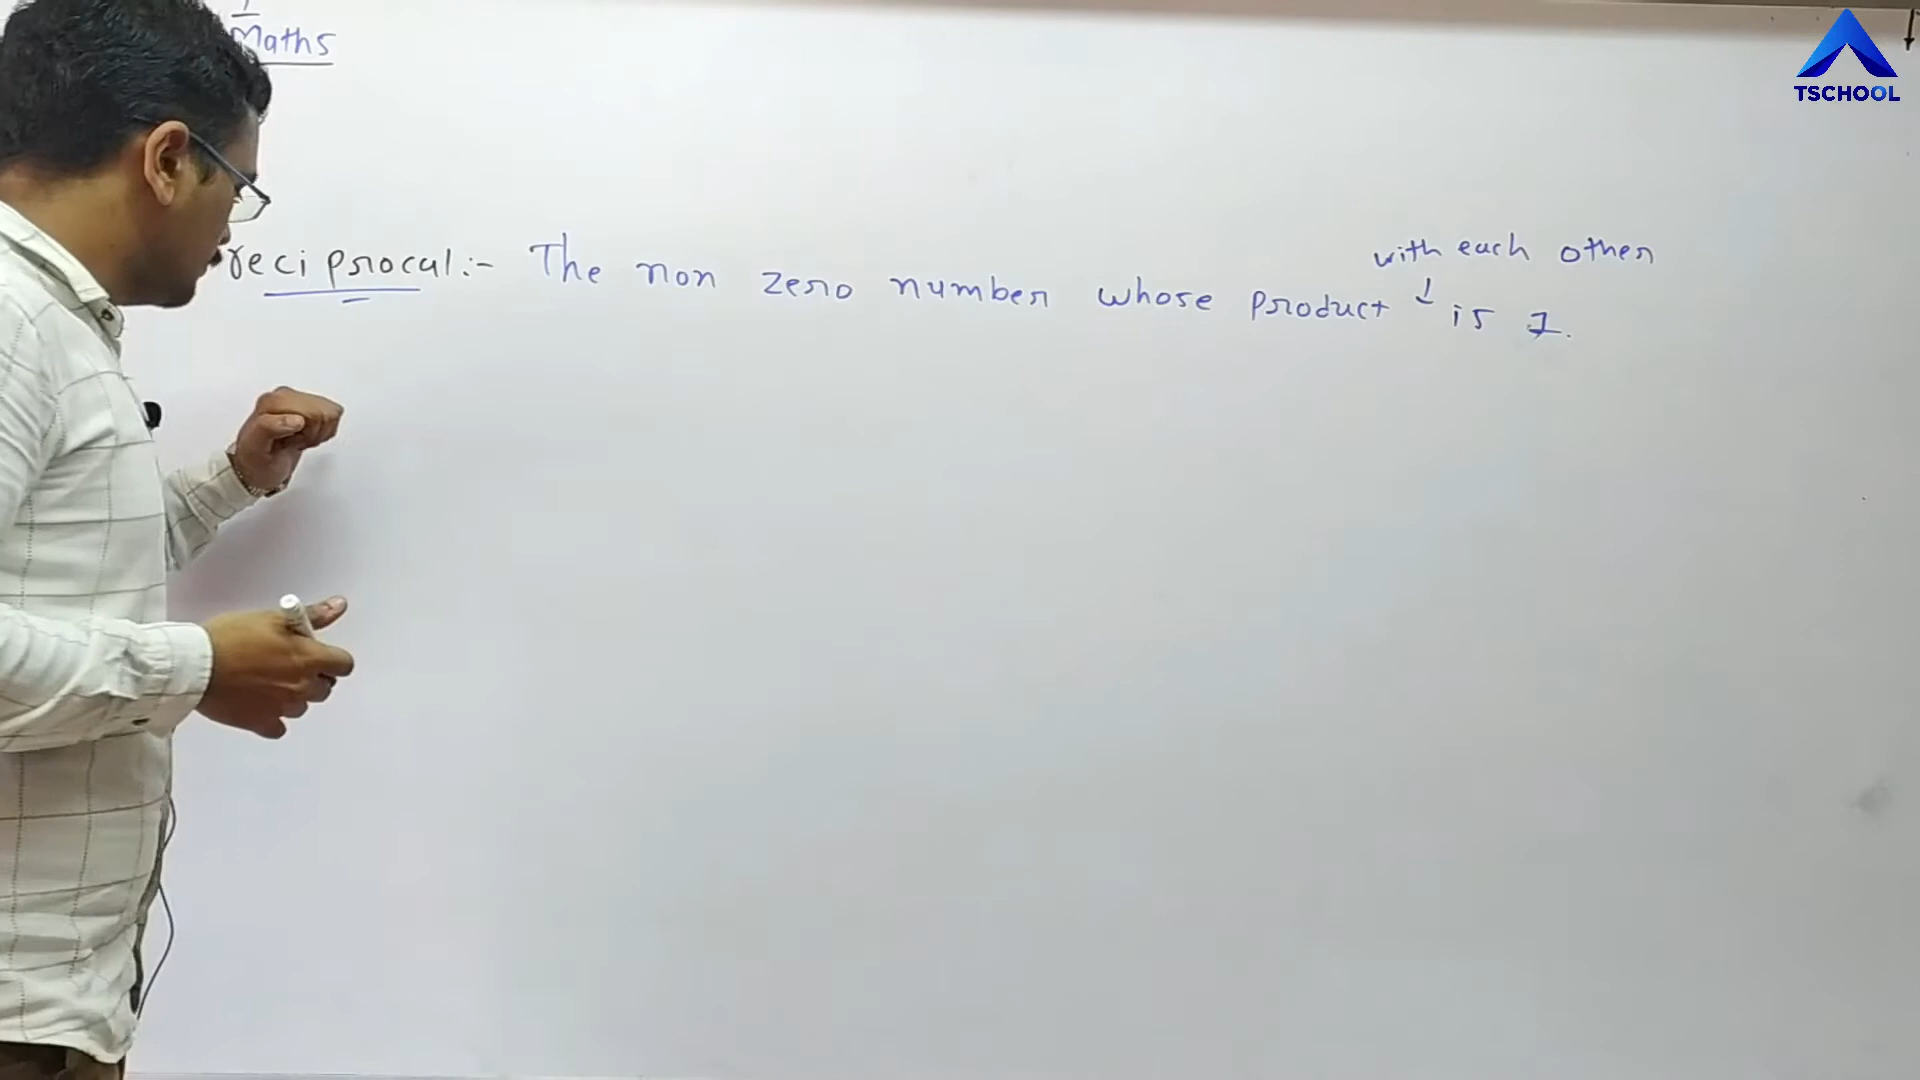 Maths
TSCHOOL
with each other
reciprocal:- The non zero number whose product ↓ is 1.